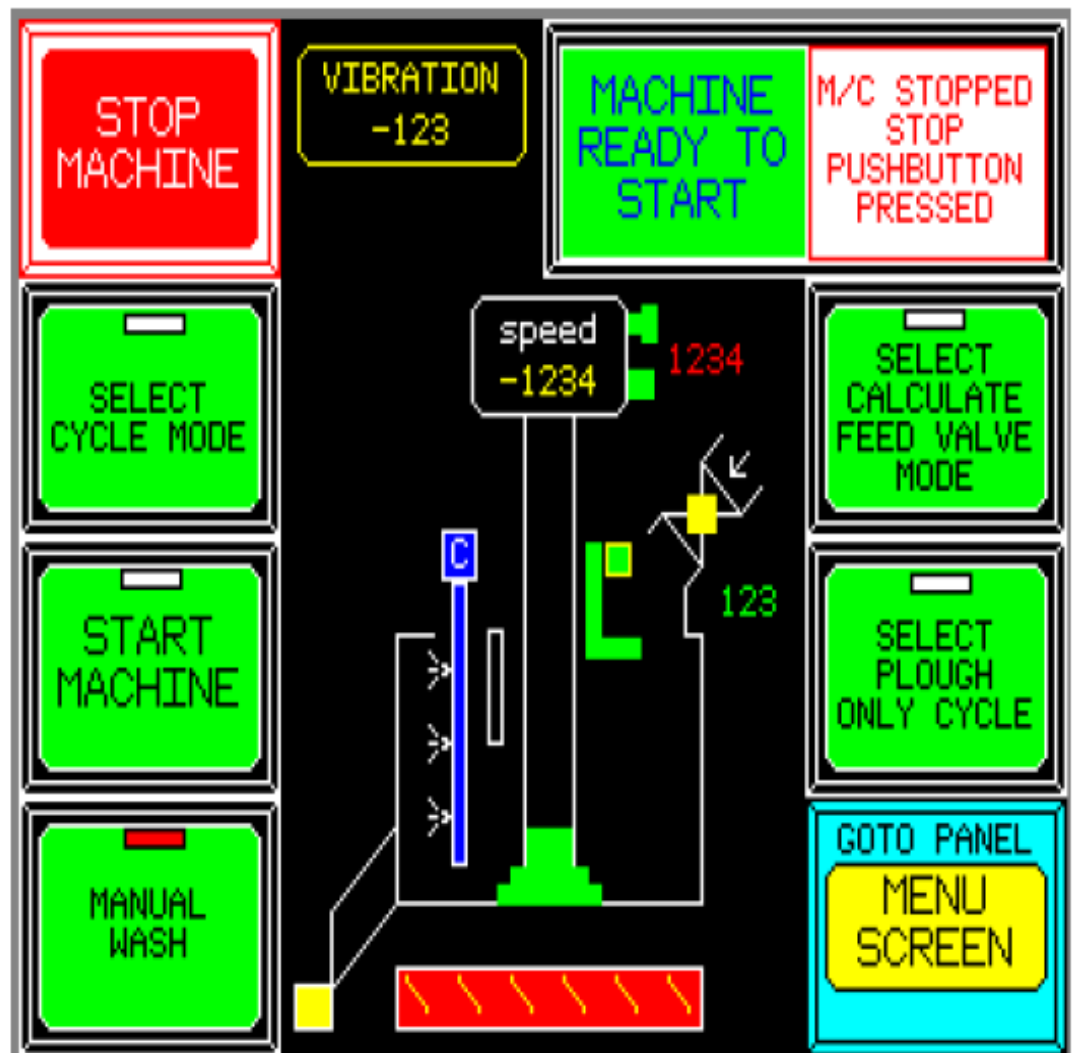 STOP
MACHINE
VIBRATION
-123
MACHINE
READY TO
START
M/C STOPPED
STOP
PUSHBUTTON
PRESSED
SELECT
CYCLE MODE
speed
-1234
1234
SELECT
CALCULATE
FEED VALVE
MODE
START
MACHINE
C
123
SELECT
PLOUGH
ONLY CYCLE
MANUAL
WASH
GOTO PANEL
MENU
SCREEN